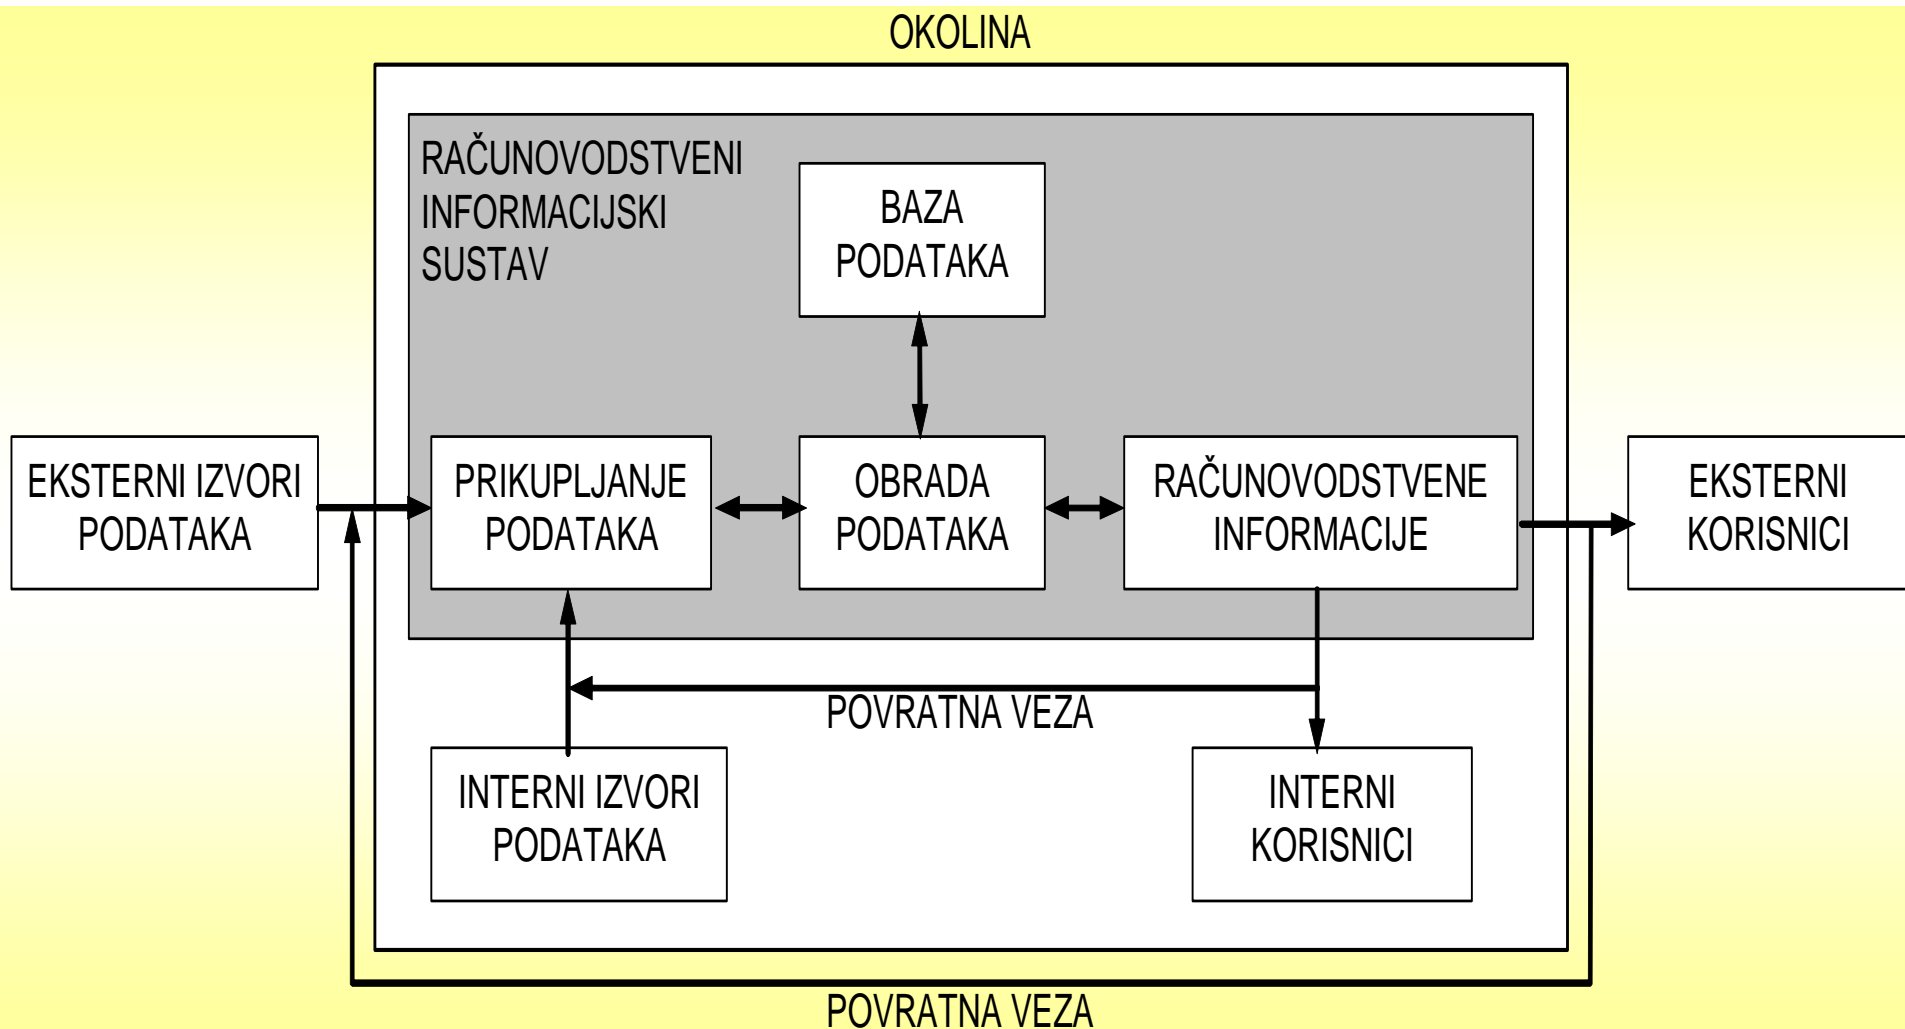 OKOLINA
RAČUNOVODSTVENI
INFORMACIJSKI
SUSTAV
BAZA
PODATAKA
EKSTERNI IZVORI
PODATAKA
PRIKUPLJANJE
PODATAKA
OBRADA
PODATAKA
RAČUNOVODSTVENE
INFORMACIJE
EKSTERNI
KORISNICI
POVRATNA VEZA
INTERNI IZVORI
PODATAKA
INTERNI
KORISNICI
POVRATNA VEZA